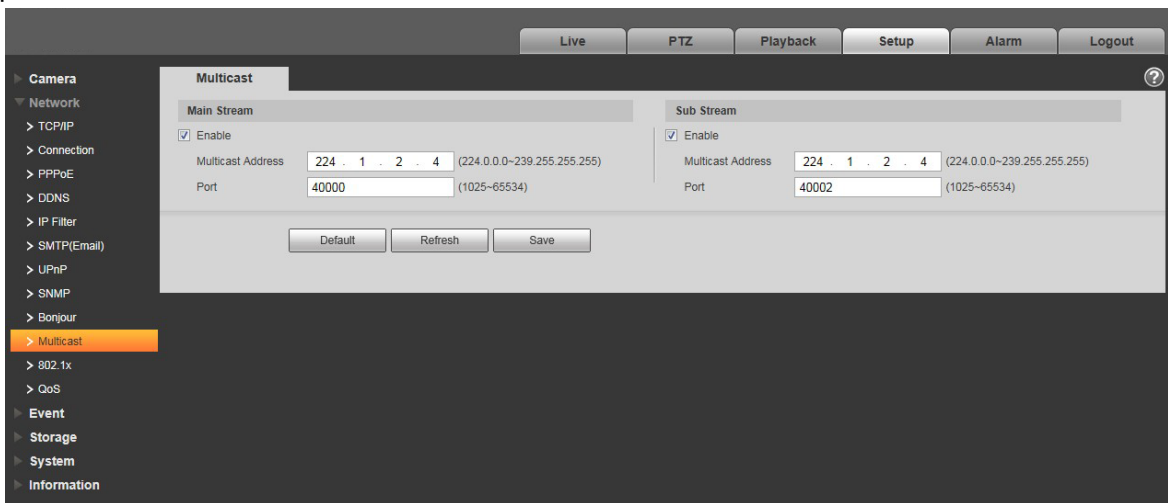 Live PTZ Playback Setup Alarm Logout
Camera
Network
TCP/IP
Connection
PPPoE
DDNS
IP Filter
SMTP(Email)
UPnP
SNMP
Bonjour
Multicast
802.1x
QoS
Event
Storage
System
Information
Multicast
?
Main Stream
Enable
Multicast Address 224 . 1 . 2 . 4 (224.0.0.0~239.255.255.255)
Port 40000 (1025~65534)
Sub Stream
Enable
Multicast Address 224 . 1 . 2 . 4 (224.0.0.0~239.255.255.255)
Port 40002 (1025~65534)
Default Refresh Save